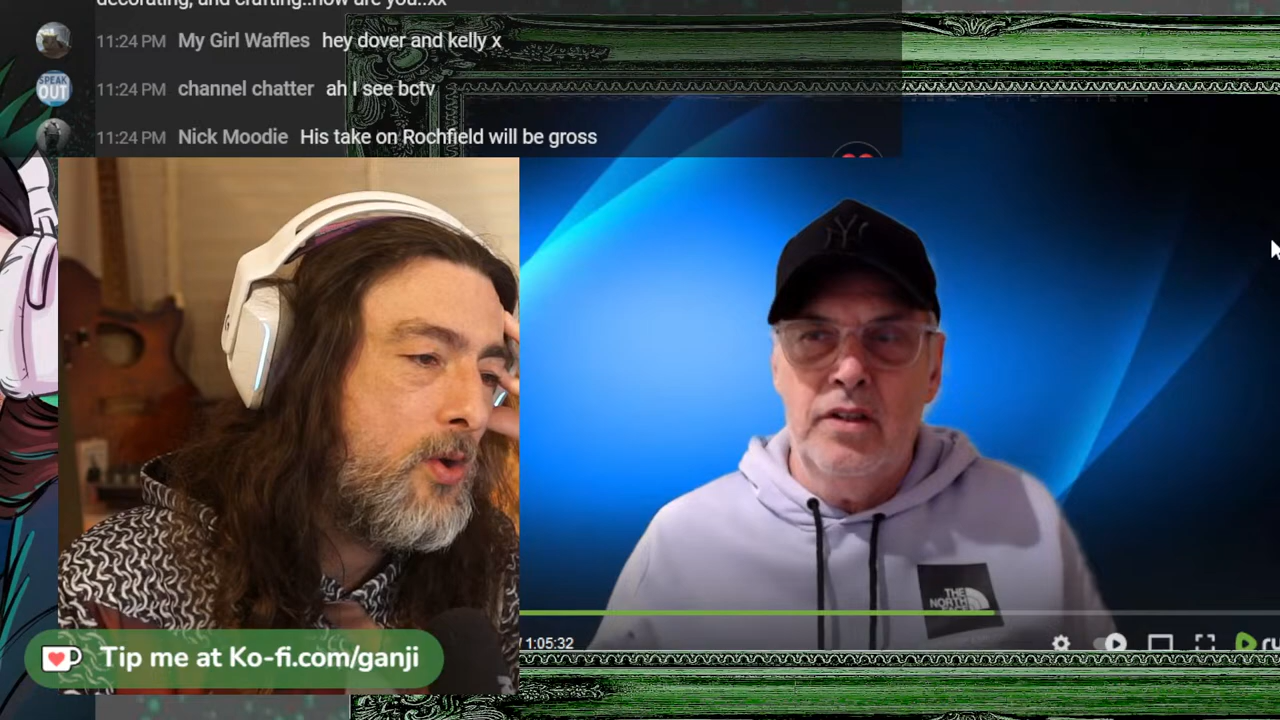 decorating, and crafting..how are you..xx
11:24 PM My Girl Waffles hey dover and kelly x
SPEAK OUT
11:24 PM channel chatter ah I see bctv
11:24 PM Nick Moodie His take on Rochfield will be gross
NY
THE
NORTH
Tip me at Ko-fi.com/ganji
/ 1:05:32
ru